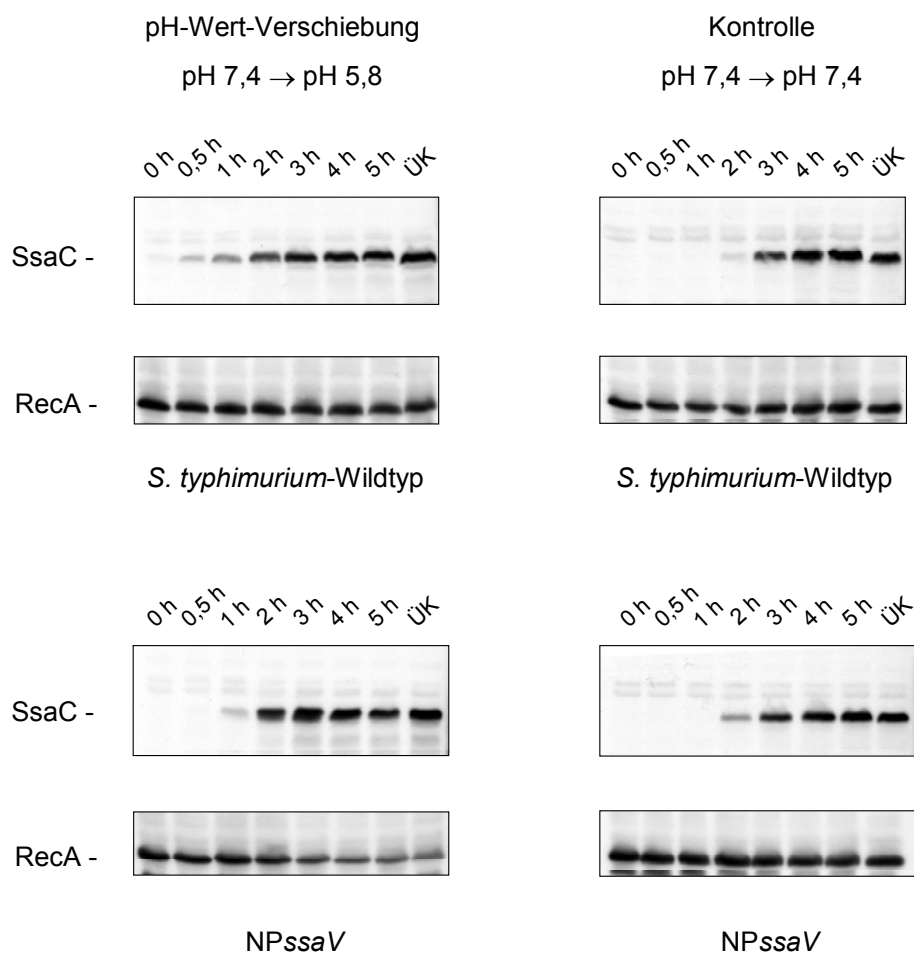 pH-Wert-Verschiebung
pH 7,4 → pH 5,8
Kontrolle
pH 7,4 → pH 7,4
0 h 0,5 h 1 h 2 h 3 h 4 h 5 h ÜK
0 h 0,5 h 1 h 2 h 3 h 4 h 5 h ÜK
SsaC -
RecA -
S. typhimurium-Wildtyp
S. typhimurium-Wildtyp
0 h 0,5 h 1 h 2 h 3 h 4 h 5 h ÜK
0 h 0,5 h 1 h 2 h 3 h 4 h 5 h ÜK
SsaC -
RecA -
NPssaV
NPssaV